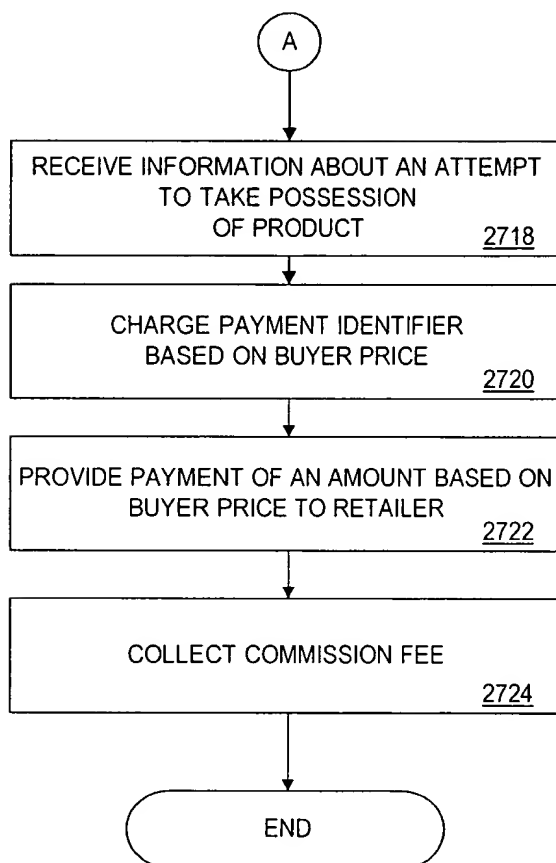 A
RECEIVE INFORMATION ABOUT AN ATTEMPT
TO TAKE POSSESSION
OF PRODUCT
2718
CHARGE PAYMENT IDENTIFIER
BASED ON BUYER PRICE
2720
PROVIDE PAYMENT OF AN AMOUNT BASED ON
BUYER PRICE TO RETAILER
2722
COLLECT COMMISSION FEE
2724
END